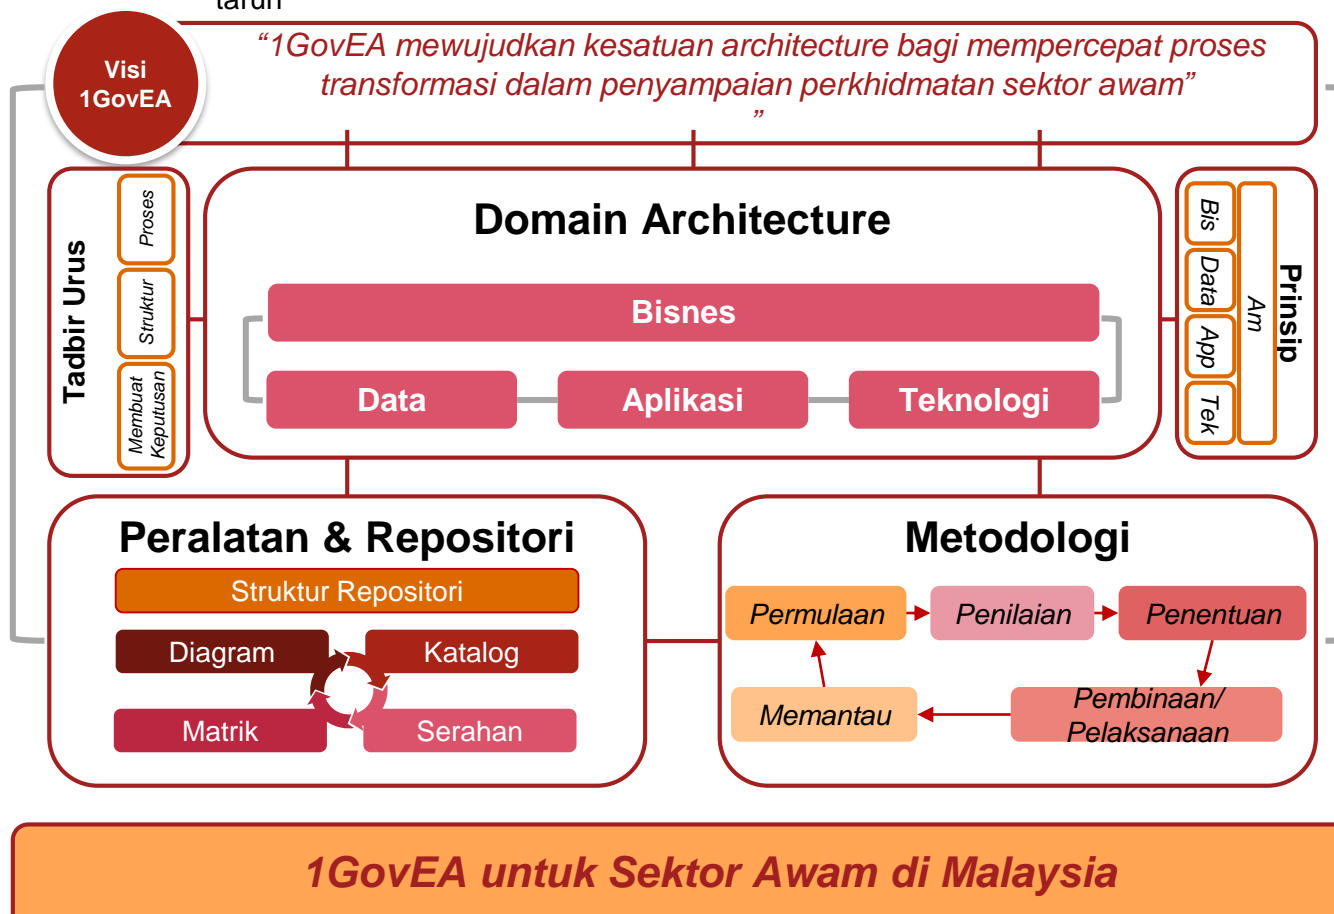 taruh
Visi
1GovEA
“1GovEA mewujudkan kesatuan architecture bagi mempercepat proses
transformasi dalam penyampaian perkhidmatan sektor awam”
”
Tadbir Urus
Proses
Struktur
Membuat
Keputusan
Domain Architecture
Bisnes
Data
Aplikasi
Teknologi
Prinsip
Am
Bis
Data
App
Tek
Peralatan & Repositori
Struktur Repositori
Diagram
Katalog
Matrik
Serahan
Metodologi
Permulaan
Penilaian
Penentuan
Pembinaan/
Pelaksanaan
Memantau
1GovEA untuk Sektor Awam di Malaysia